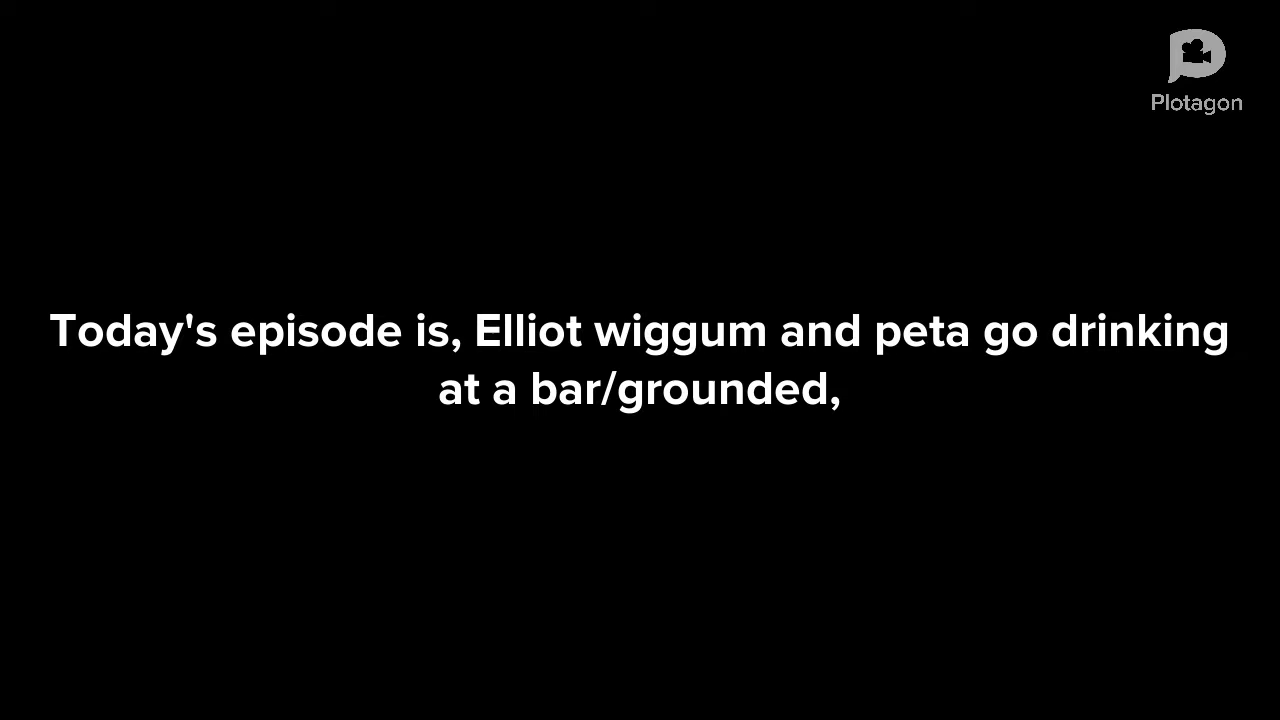 Plotagon
Today's episode is, Elliot wiggum and peta go drinking
at a bar/grounded,